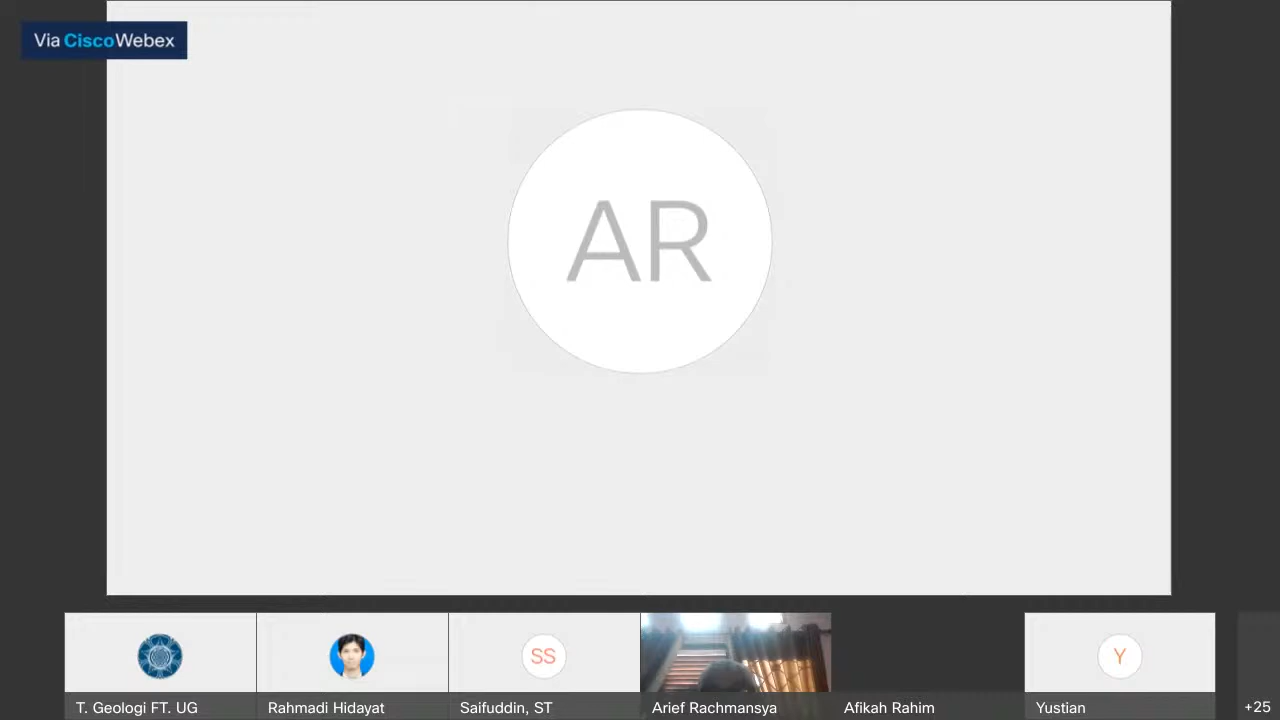 Via CiscoWebex
AR
SS
Y
T. Geologi FT. UG
Rahmadi Hidayat
Saifuddin, ST
Arief Rachmansya
Afikah Rahim
Yustian
+25